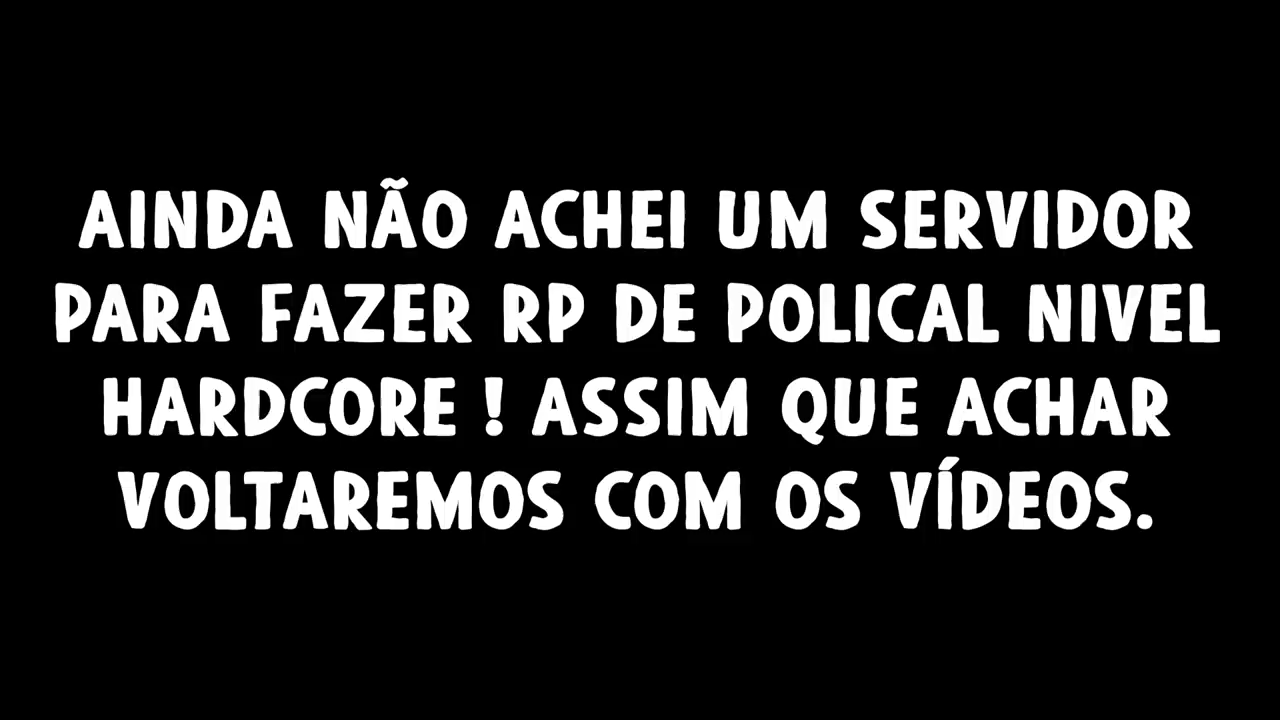 AINDA NÃO ACHEI UM SERVIDOR
PARA FAZER RP DE POLICAL NIVEL
HARDCORE ! ASSIM QUE ACHAR
VOLTAREMOS COM OS VÍDEOS.